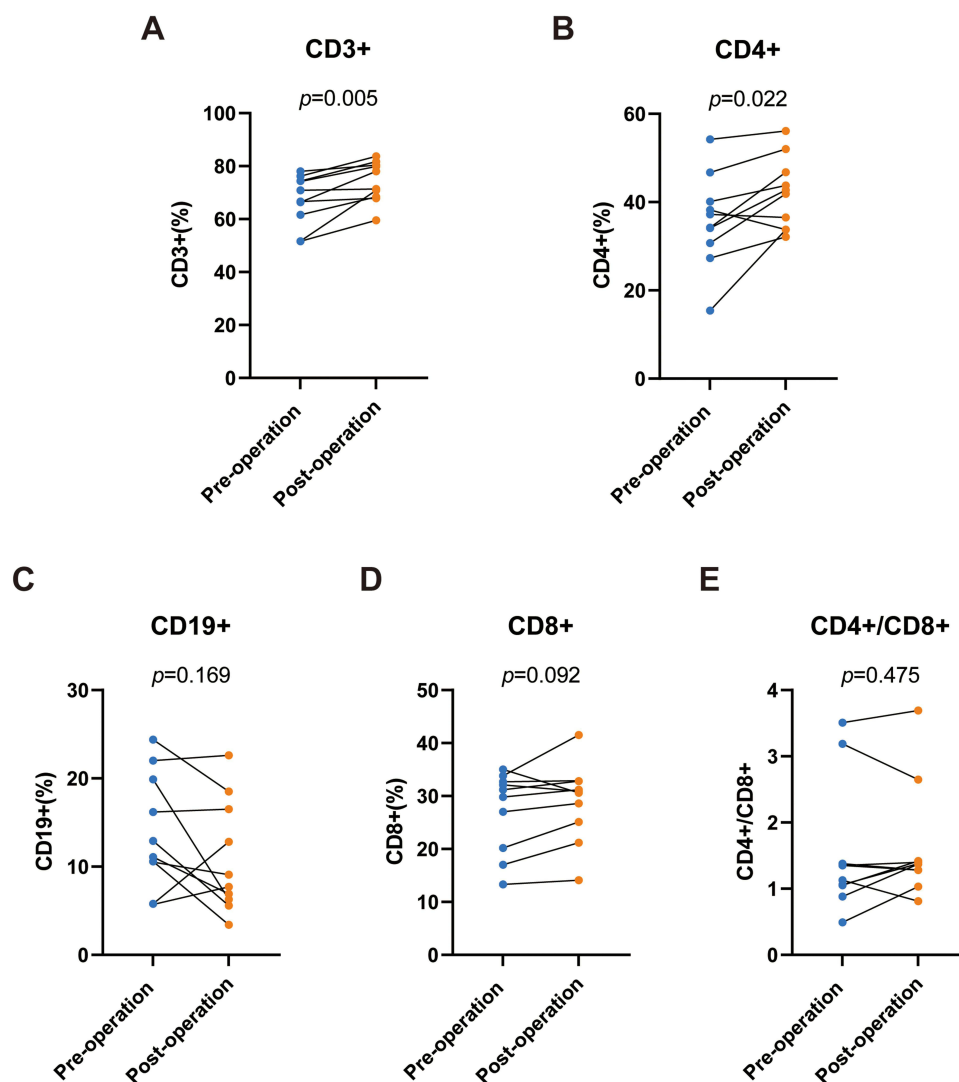 A
CD3+
p=0.005
100
80
60
40
20
0
CD3+(%)
Pre-operation
Post-operation
B
CD4+
p=0.022
60
40
20
0
CD4+(%)
Pre-operation
Post-operation
C
CD19+
p=0.169
30
20
10
0
CD19+(%)
Pre-operation
Post-operation
D
CD8+
p=0.092
50
40
30
20
10
0
CD8+(%)
Pre-operation
Post-operation
E
CD4+/CD8+
p=0.475
4
3
2
1
0
CD4+/CD8+
Pre-operation
Post-operation